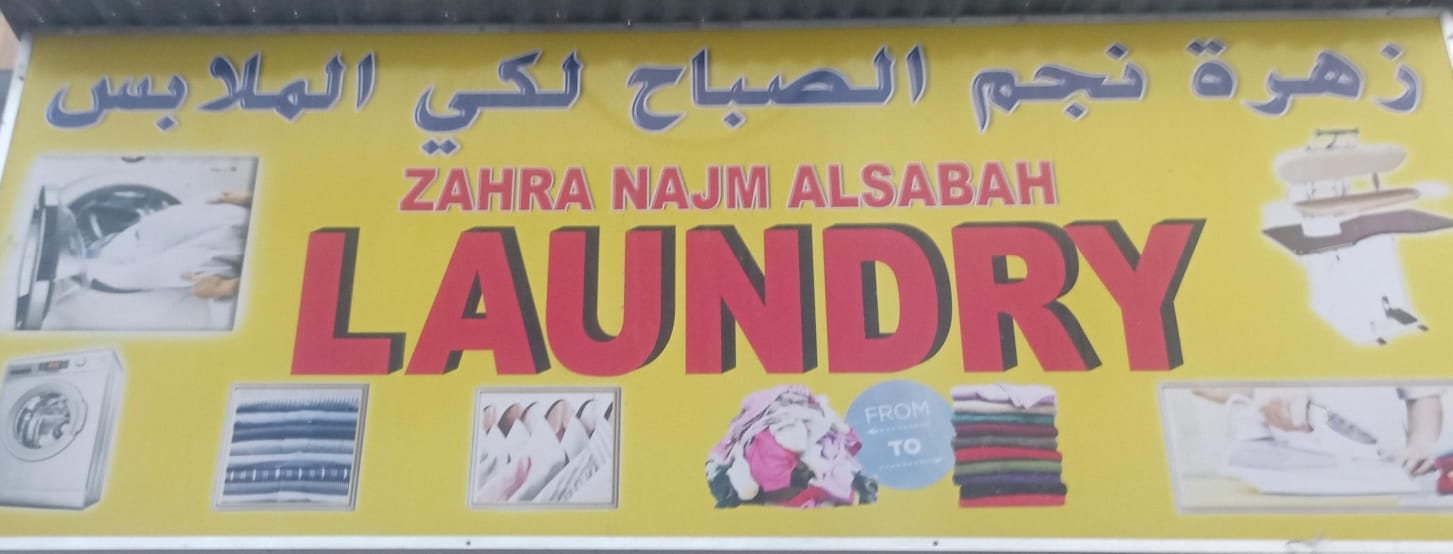 زهرة نجم الصباح لكي الملابس
ZAHRA NAJM ALSABAH
LAUNDRY
FROM
TO